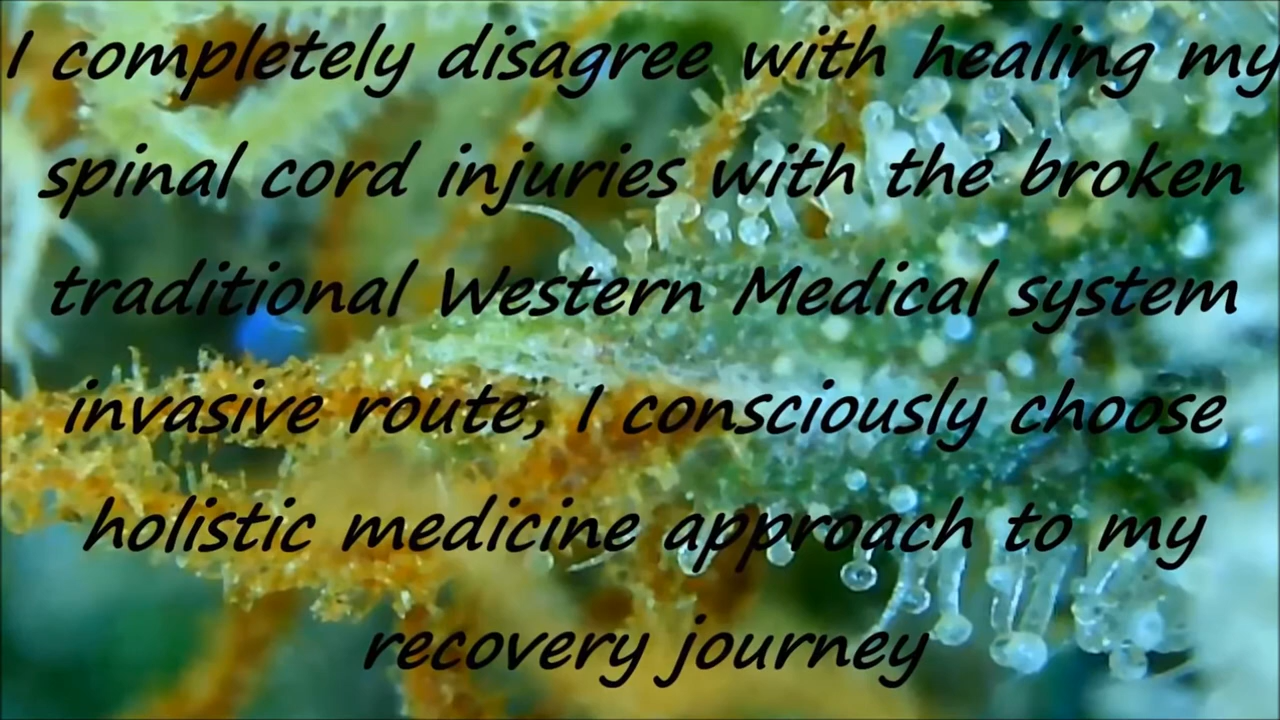 I completely disagree with healing my
spinal cord injuries with the broken
traditional Western Medical system
invasive route, I consciously choose
holistic medicine approach to my
recovery journey